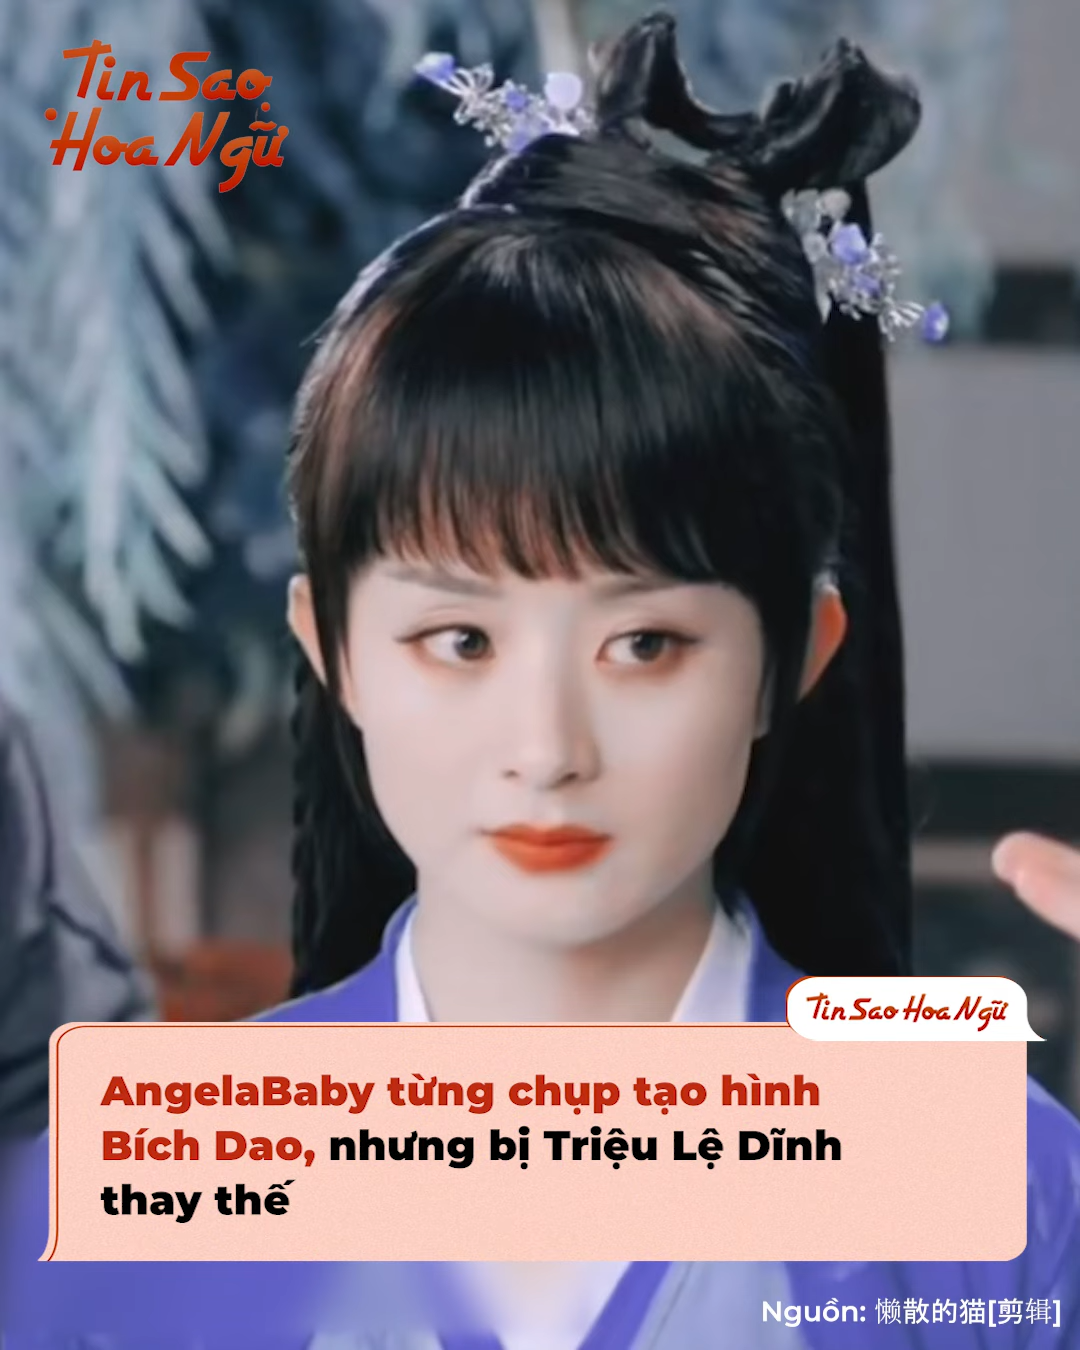 Tin Sao
Hoa Ngữ
Tin Sao Hoa Ngữ
AngelaBaby từng chụp tạo hình
Bích Dao, nhưng bị Triệu Lệ Dĩnh
thay thế
Nguồn: 懒散的猫[剪辑]